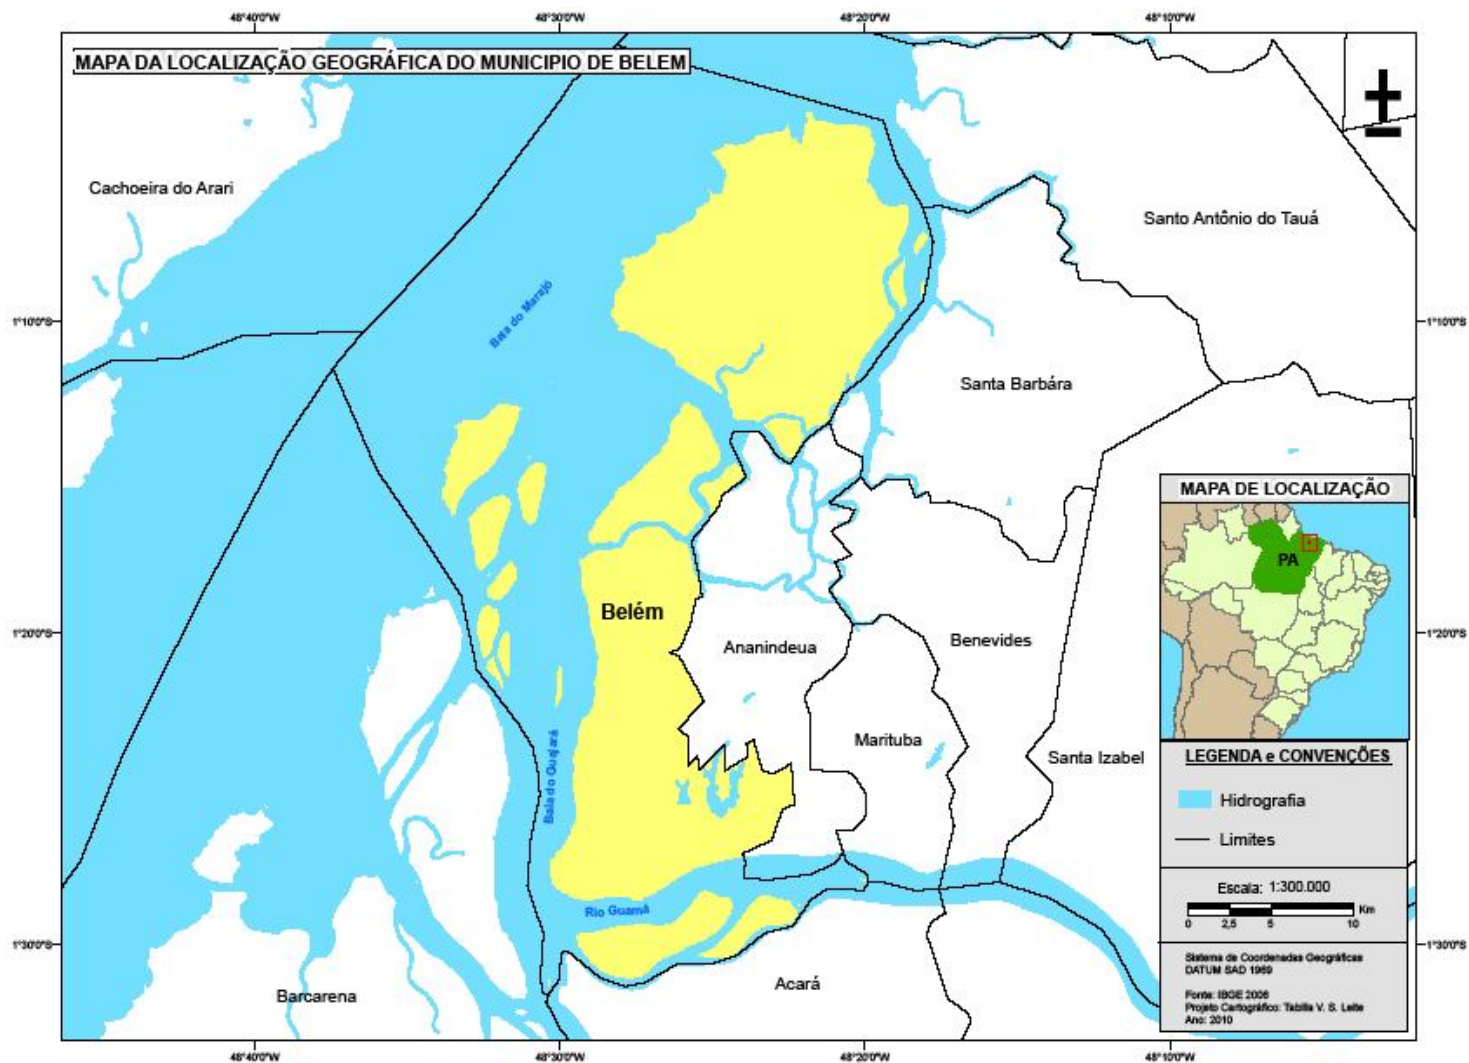 48°40'0"W 48°30'0"W 48°20'0"W 48°10'0"W
MAPA DA LOCALIZAÇÃO GEOGRÁFICA DO MUNICIPIO DE BELEM
Cachoeira do Arari
Santo Antônio do Tauá
Baia do Marajó
1°10'0"S 1°10'0"S
Santa Barbára
MAPA DE LOCALIZAÇÃO
PA
Belém
1°20'0"S 1°20'0"S
Ananindeua
Benevides
Marituba
Santa Izabel
Baia do Guajará
LEGENDA e CONVENÇÕES
Hidrografia
Limites
Escala: 1:300.000
0 2,5 5 10 Km
Rio Guamá
1°30'0"S 1°30'0"S
Sistema de Coordenadas Geográficas
DATUM SAD 1969
Acará
Barcarena
Fonte: IBGE 2006
Projeto Cartográfico: Tabilla V. S. Leite
Ano: 2010
48°40'0"W 48°30'0"W 48°20'0"W 48°10'0"W